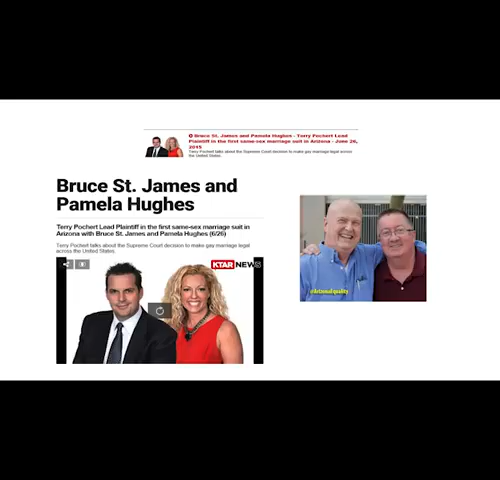 Bruce St. James and Pamela Hughes - Terry Pochert Lead
Plaintiff in the first same-sex marriage suit in Arizona - June 26,
2015
Terry Pochert talks about the Supreme Court decision to make gay marriage legal across
the United States
Bruce St. James and
Pamela Hughes
Terry Pochert Lead Plaintiff in the first same-sex marriage suit in
Arizona with Bruce St. James and Pamela Hughes (6/26)
Terry Pochert talks about the Supreme Court decision to make gay marriage legal
across the United States.
KTAR NEWS